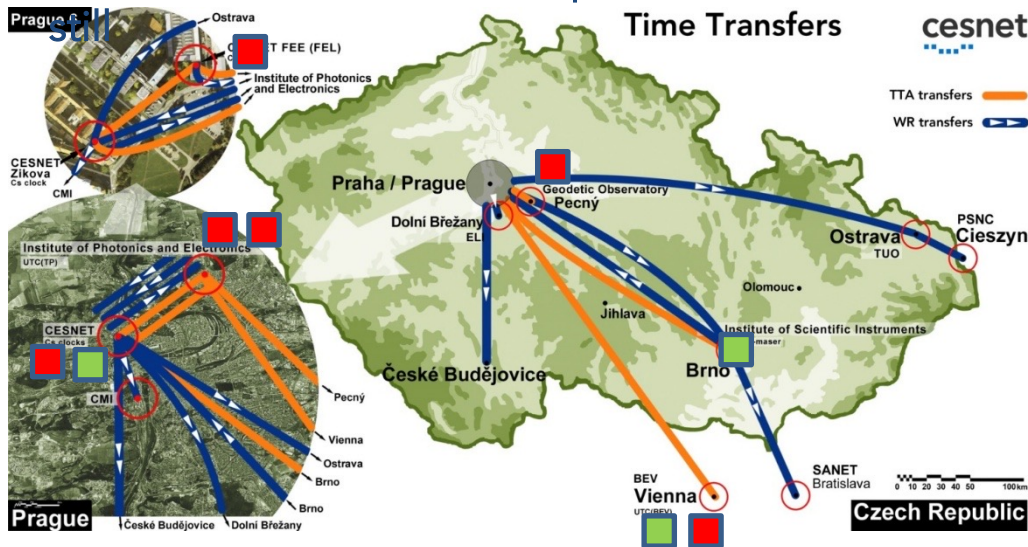 Prague 6
still
Ostrava
CESNET FEE (FEL)
Institute of Photonics
and Electronics
CESNET
Zikova
Cs clock
CMI
Time Transfers
cesnet
TTA transfers
WR transfers
Praha / Prague
Geodetic Observatory
Pecný
Dolní Břežany
ELI
Ostrava
TUO
PSNC
Cieszyn
Olomouc
Jihlava
Institute of Scientific Instruments
Brno
České Budějovice
Institute of Photonics and Electronics
UTC(TP)
CESNET
Cs clocks
CMI
Pecný
Vienna
Ostrava
Brno
Brno
České Budějovice
Dolní Břežany
Prague
BEV
Vienna
UTC(BEV)
SANET
Bratislava
0 10 20 30 40 50 100km
Czech Republic